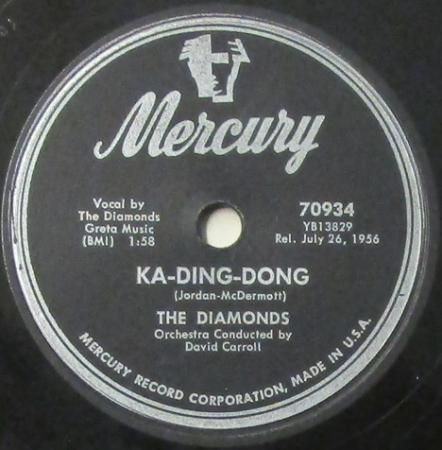 Mercury
Vocal by
The Diamonds
Greta Music
(BMI) 1:58
70934
YB13829
Rel. July 26, 1956
KA-DING-DONG
(Jordan-McDermott)
THE DIAMONDS
Orchestra Conducted by
David Carroll
MERCURY RECORD CORPORATION, MADE IN U.S.A.